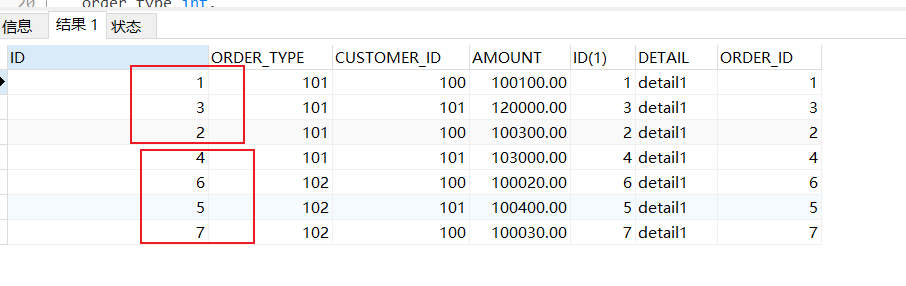 20 order_type int,
信息 结果 1 状态
ID ORDER_TYPE CUSTOMER_ID AMOUNT ID(1) DETAIL ORDER_ID
1 101 100 100100.00 1 detail1 1
3 101 101 120000.00 3 detail1 3
2 101 100 100300.00 2 detail1 2
4 101 101 103000.00 4 detail1 4
6 102 100 100020.00 6 detail1 6
5 102 101 100400.00 5 detail1 5
7 102 100 100030.00 7 detail1 7